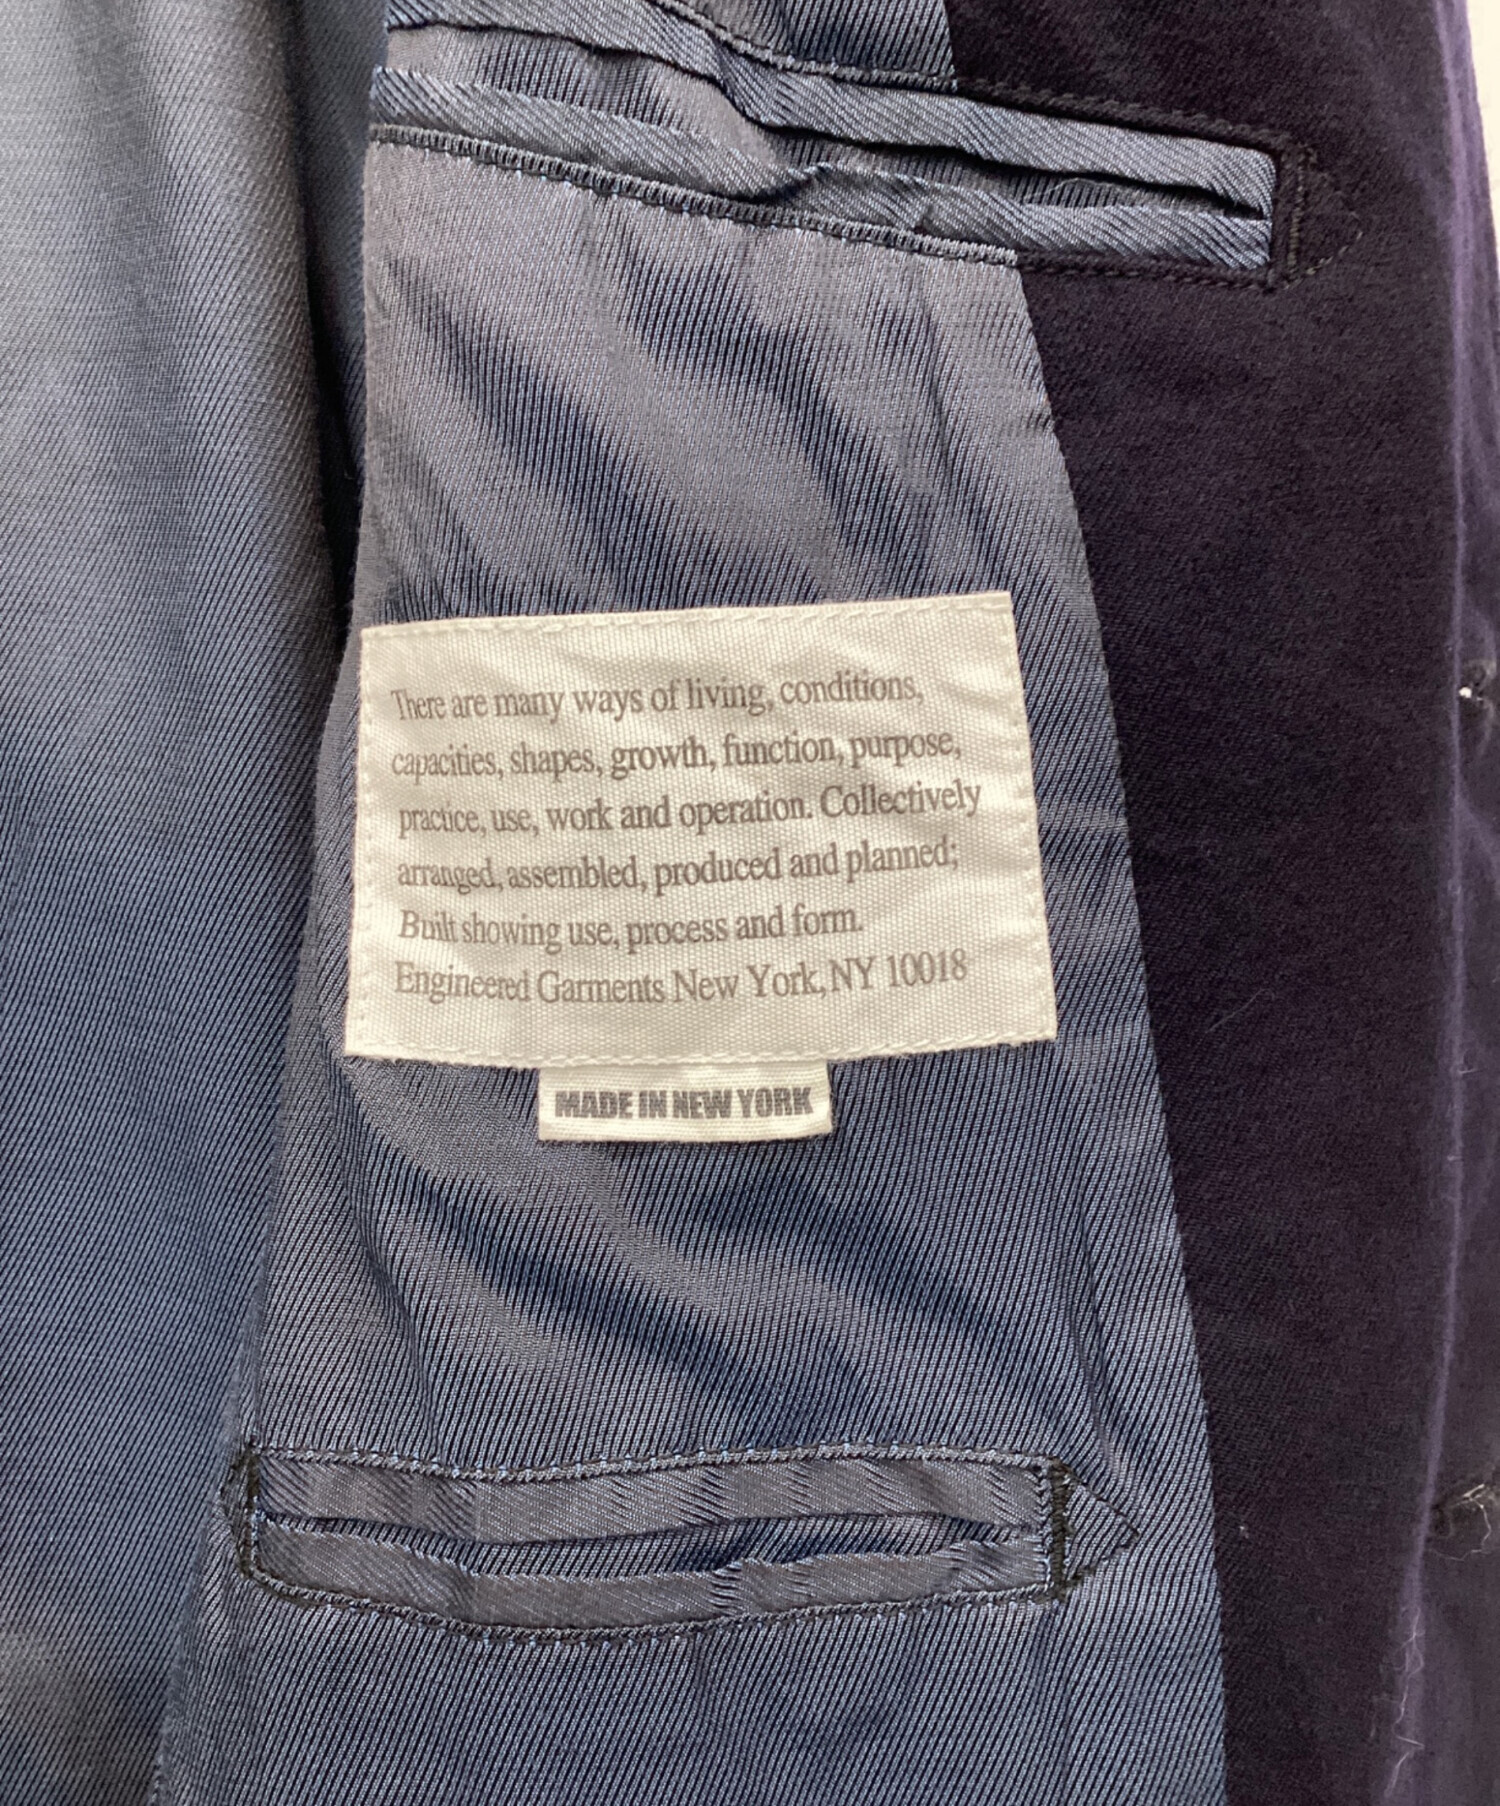 There are many ways of living, conditions,
capacities, shapes, growth, function, purpose,
practice, use, work and operation. Collectively
arranged, assembled, produced and planned;
Built showing use, process and form.
Engineered Garments New York, NY 10018
MADE IN NEW YORK